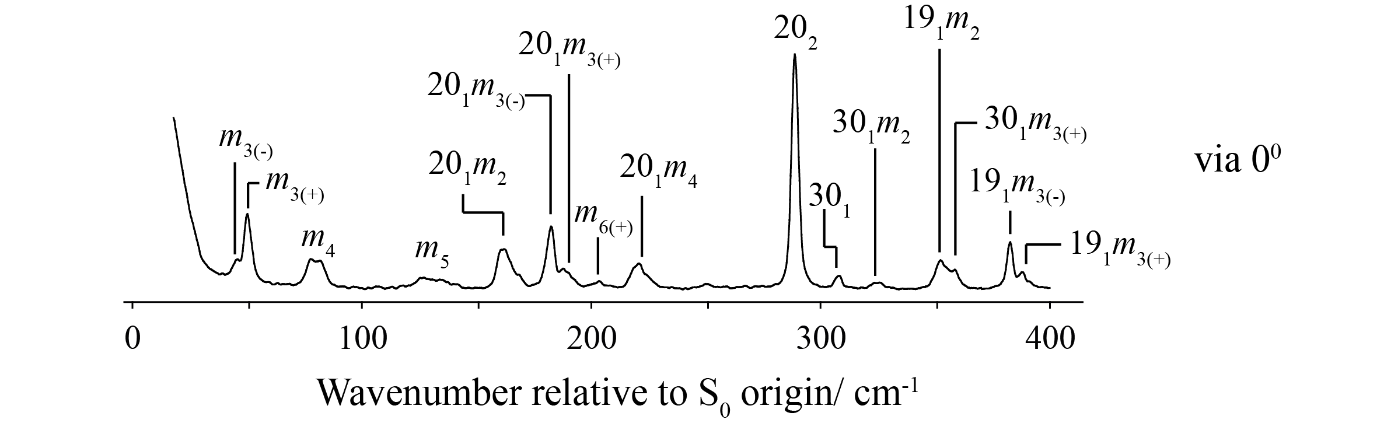 19₁m₂
20₂
20₁m₃₍₊₎
20₁m₃₍₋₎
30₁m₂
30₁m₃₍₊₎
m₃₍₋₎
via 0⁰
20₁m₂
20₁m₄
m₃₍₊₎
19₁m₃₍₋₎
30₁
m₆₍₊₎
m₄
m₅
19₁m₃₍₊₎
0 100 200 300 400
Wavenumber relative to S₀ origin/ cm⁻¹